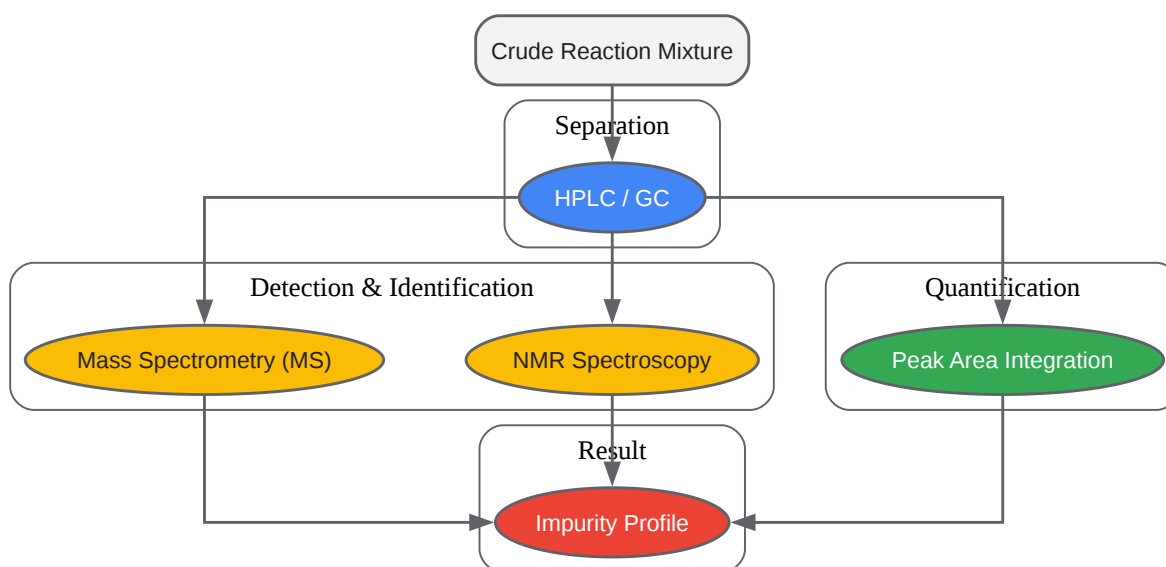 Crude Reaction Mixture
Separation
HPLC / GC
Detection & Identification
Quantification
Mass Spectrometry (MS)
NMR Spectroscopy
Peak Area Integration
Result
Impurity Profile